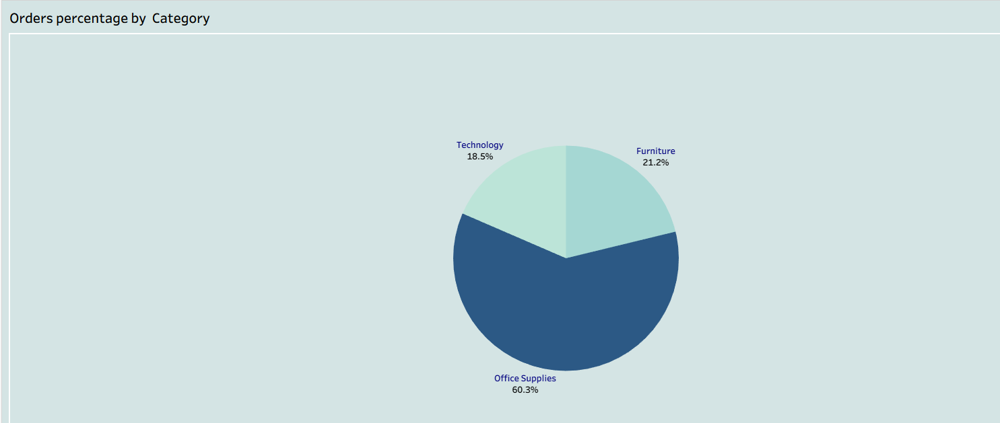 Orders percentage by  Category
Technology
18.5%
Furniture
21.2%
Office Supplies
60.3%